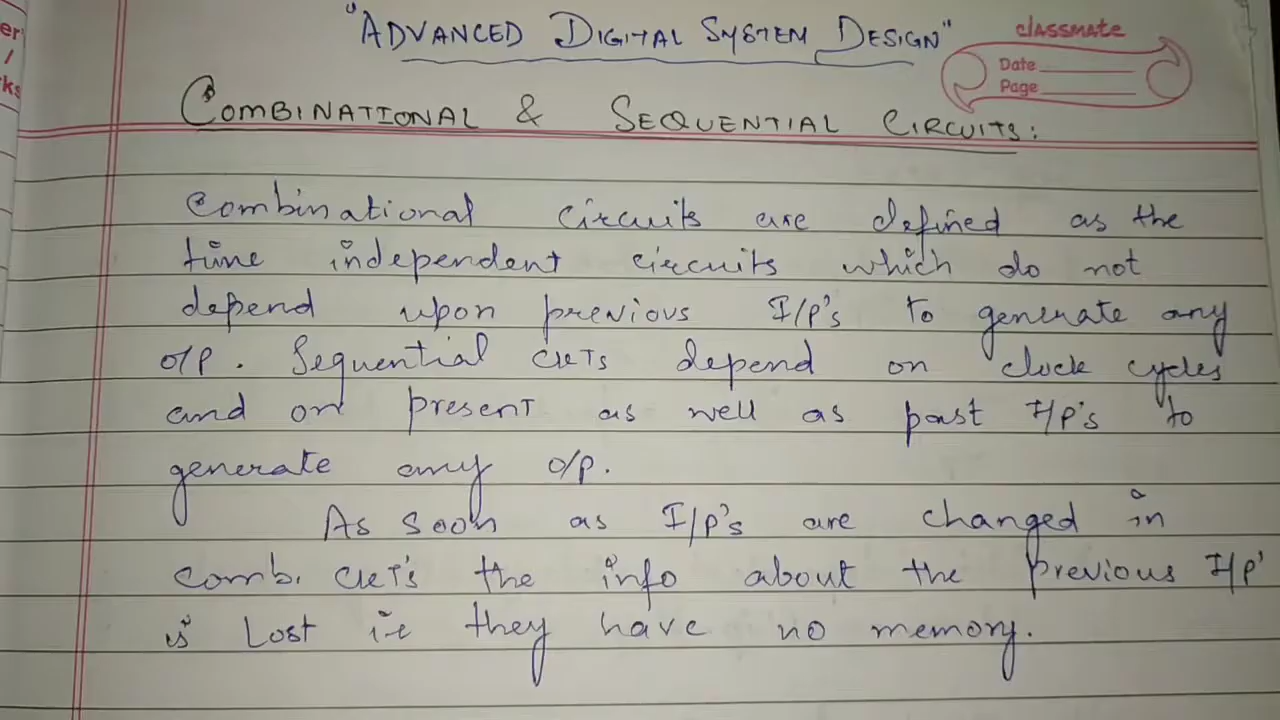 "ADVANCED DIGITAL SYSTEM DESIGN"
classmate
Date
Page
COMBINATIONAL & SEQUENTIAL CIRCUITS:
Combinational circuits are defined as the
time independent circuits which do not
depend upon previous I/p's to generate any
O/P. Sequential CKTs depend on clock cycles
and on present as well as past I/p's to
generate any o/p.
As soon as I/p's are changed in
comb. CKT's the info about the previous I/p'
is Lost i.e they have no memory.
er
/
ks